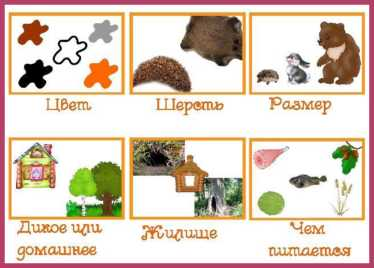 Цвет
Шерсть
Размер
Дикое или
домашнее
Жилище
Чем
питается